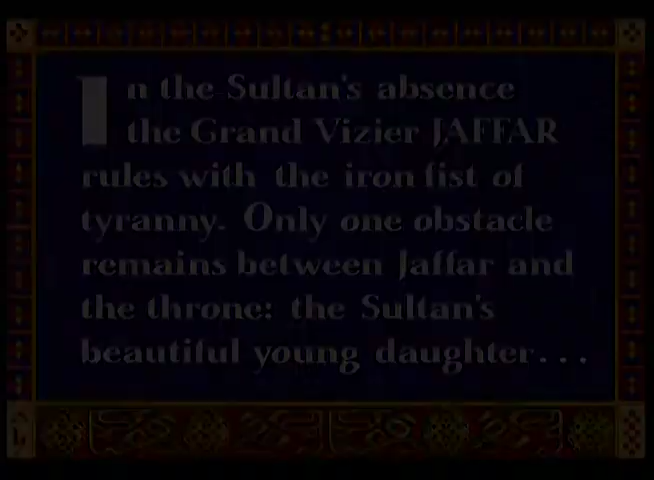 In the Sultan's absence
the Grand Vizier JAFFAR
rules with the iron fist of
tyranny. Only one obstacle
remains between Jaffar and
the throne: the Sultan's
beautiful young daughter...